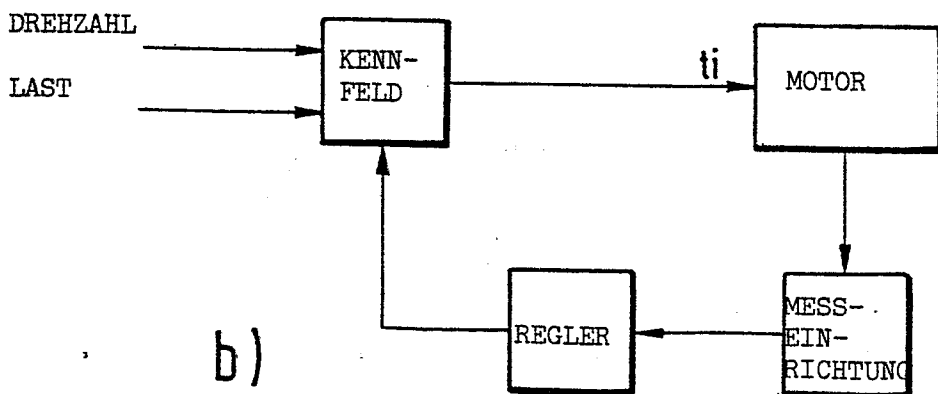 DREHZAHL
LAST
KENN-
FELD
ti
MOTOR
MESS-
EIN-
RICHTUNG
REGLER
b)